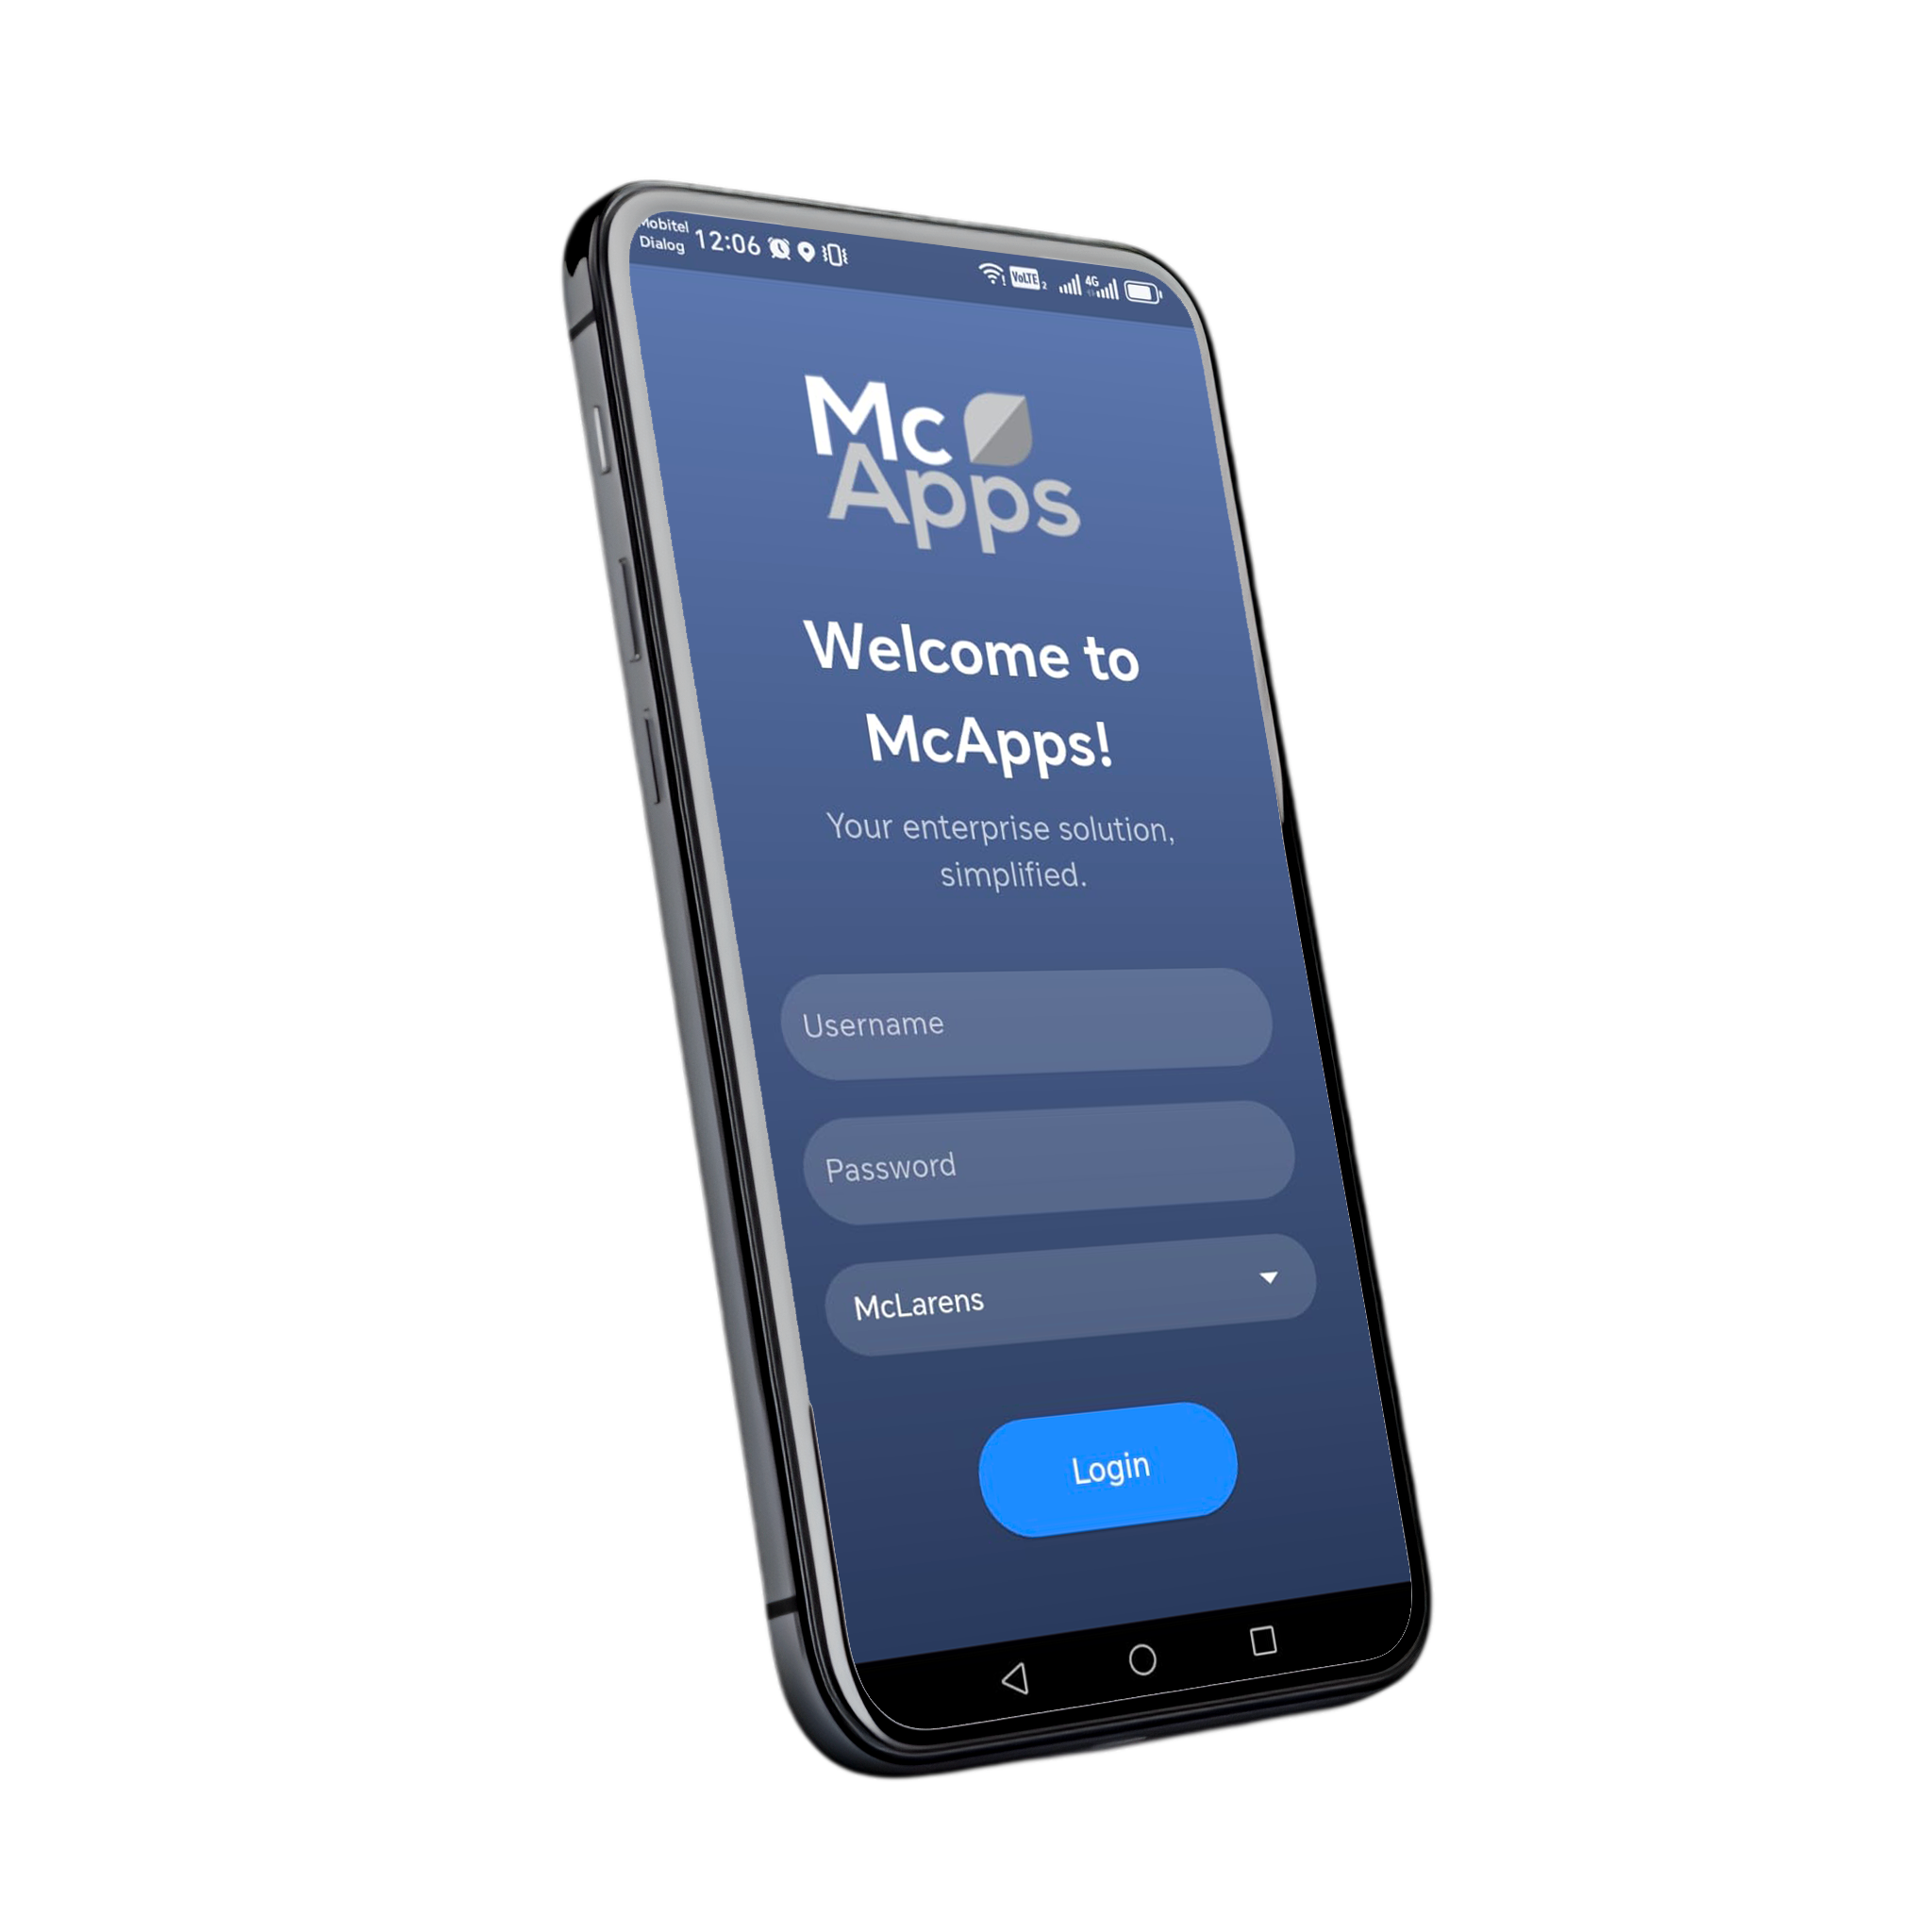 Mobitel
Dialog
12:06
VoLTE 2
4G
Mc
Apps
Welcome to
McApps!
Your enterprise solution,
simplified.
Username
Password
McLarens
Login